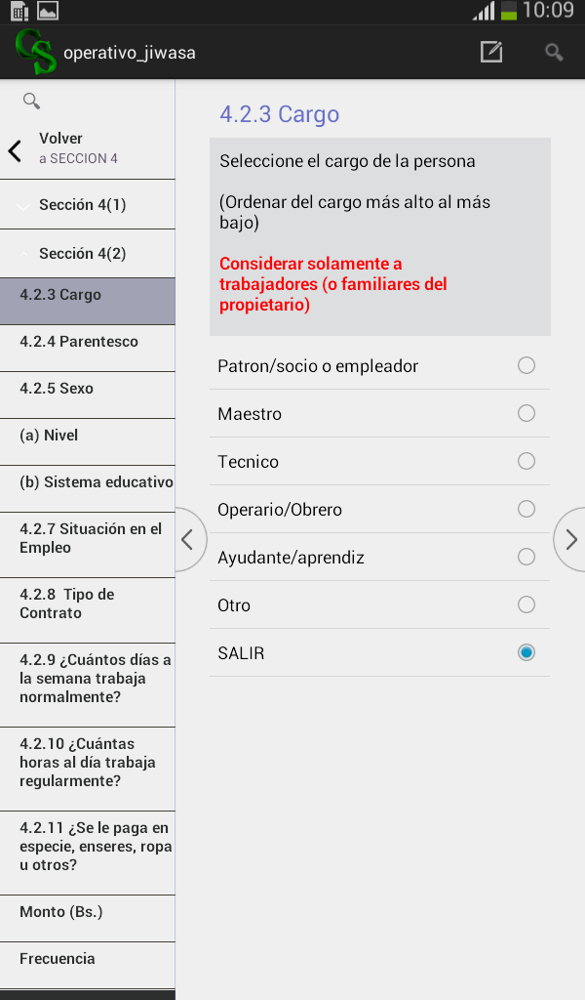 10:09
CS
operativo_jiwasa
Volver
a SECCION 4
Sección 4(1)
Sección 4(2)
4.2.3 Cargo
4.2.4 Parentesco
4.2.5 Sexo
(a) Nivel
(b) Sistema educativo
4.2.7 Situación en el
Empleo
4.2.8 Tipo de
Contrato
4.2.9 ¿Cuántos días a
la semana trabaja
normalmente?
4.2.10 ¿Cuántas
horas al día trabaja
regularmente?
4.2.11 ¿Se le paga en
especie, enseres, ropa
u otros?
Monto (Bs.)
Frecuencia
4.2.3 Cargo
Seleccione el cargo de la persona
(Ordenar del cargo más alto al más
bajo)
Considerar solamente a
trabajadores (o familiares del
propietario)
Patron/socio o empleador
Maestro
Tecnico
Operario/Obrero
Ayudante/aprendiz
Otro
SALIR